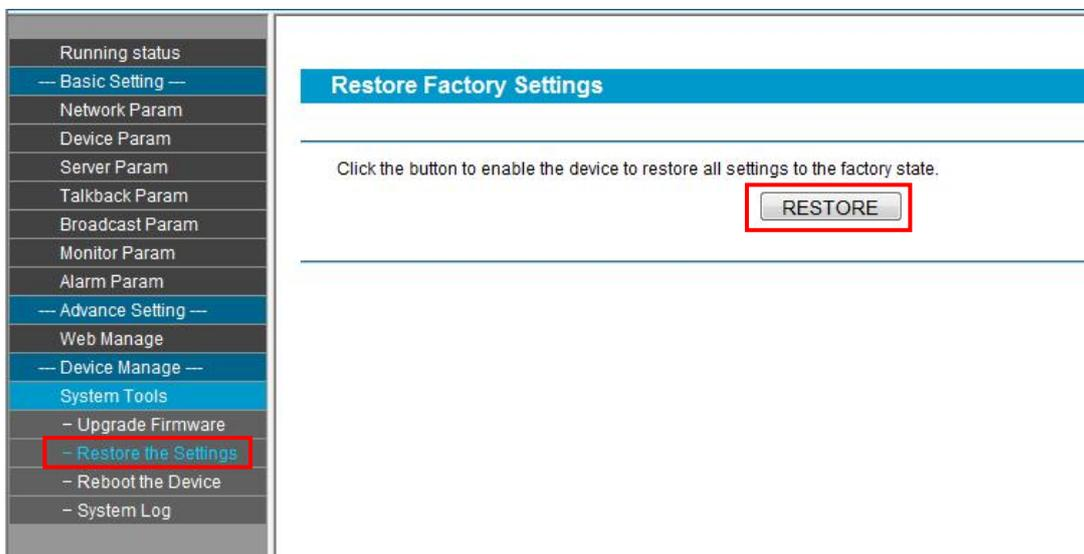 Running status
--- Basic Setting ---
Network Param
Device Param
Server Param
Talkback Param
Broadcast Param
Monitor Param
Alarm Param
--- Advance Setting ---
Web Manage
--- Device Manage ---
System Tools
- Upgrade Firmware
- Restore the Settings
- Reboot the Device
- System Log
Restore Factory Settings
Click the button to enable the device to restore all settings to the factory state.
RESTORE